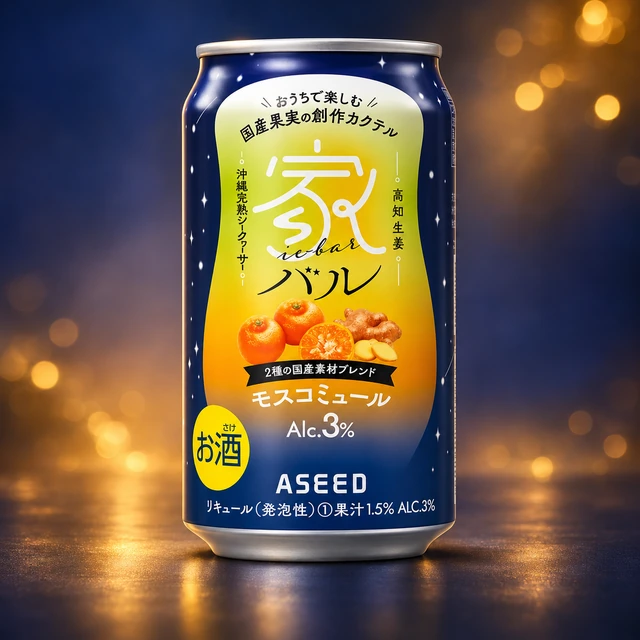 おうちで楽しむ
国産果実の創作カクテル
沖縄完熟シークヮーサー
高知生姜
家
ie-bar
バル
2種の国産素材ブレンド
モスコミュール
Alc.3%
さけ
お酒
ASEED
リキュール(発泡性)①果汁1.5% ALC.3%